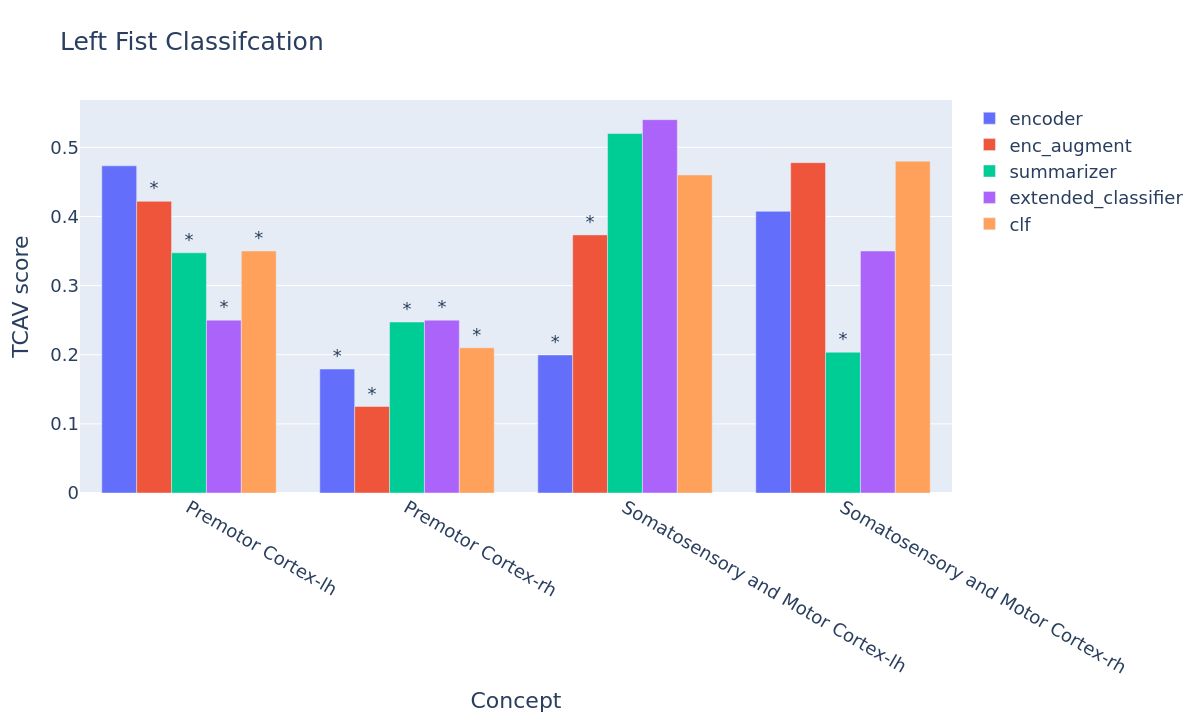 Left Fist Classifcation
encoder
enc_augment
summarizer
extended_classifier
clf
TCAV score
0.5
0.4
0.3
0.2
0.1
0
* * * *
* * * * *
* *
*
Premotor Cortex-lh
Premotor Cortex-rh
Somatosensory and Motor Cortex-lh
Somatosensory and Motor Cortex-rh
Concept